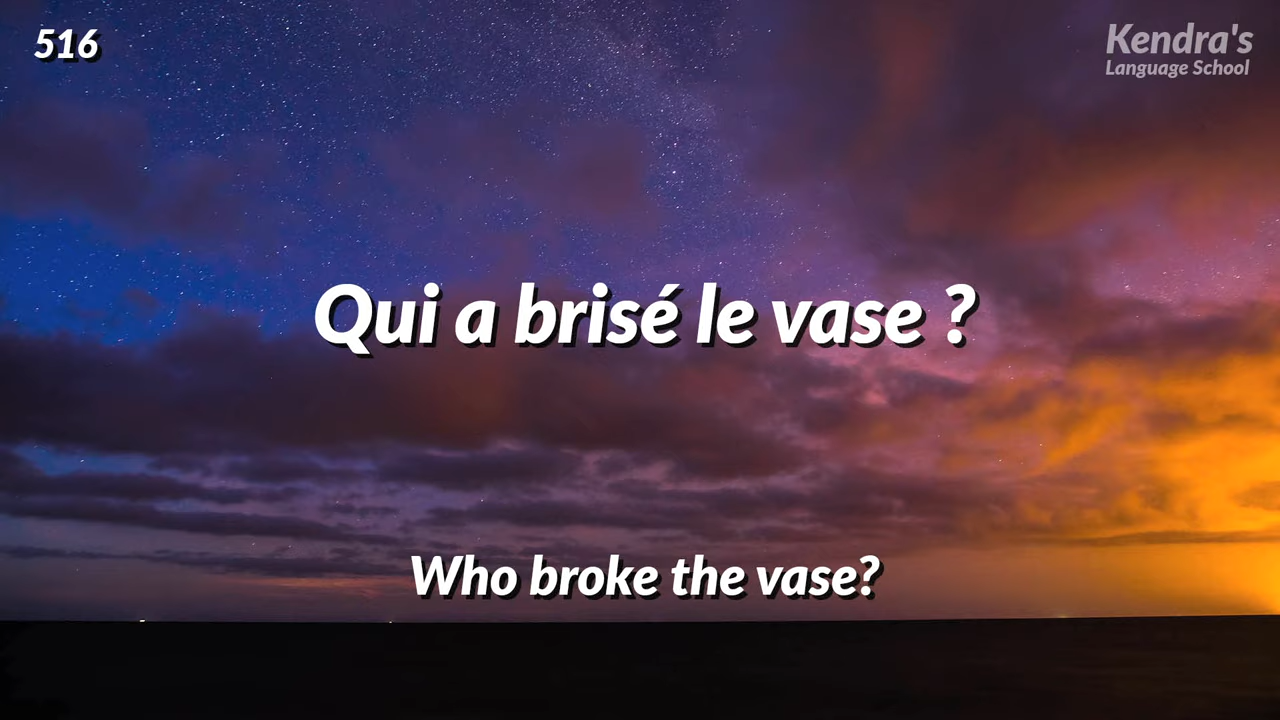 516
Kendra's
Language School
Qui a brisé le vase ?
Who broke the vase?